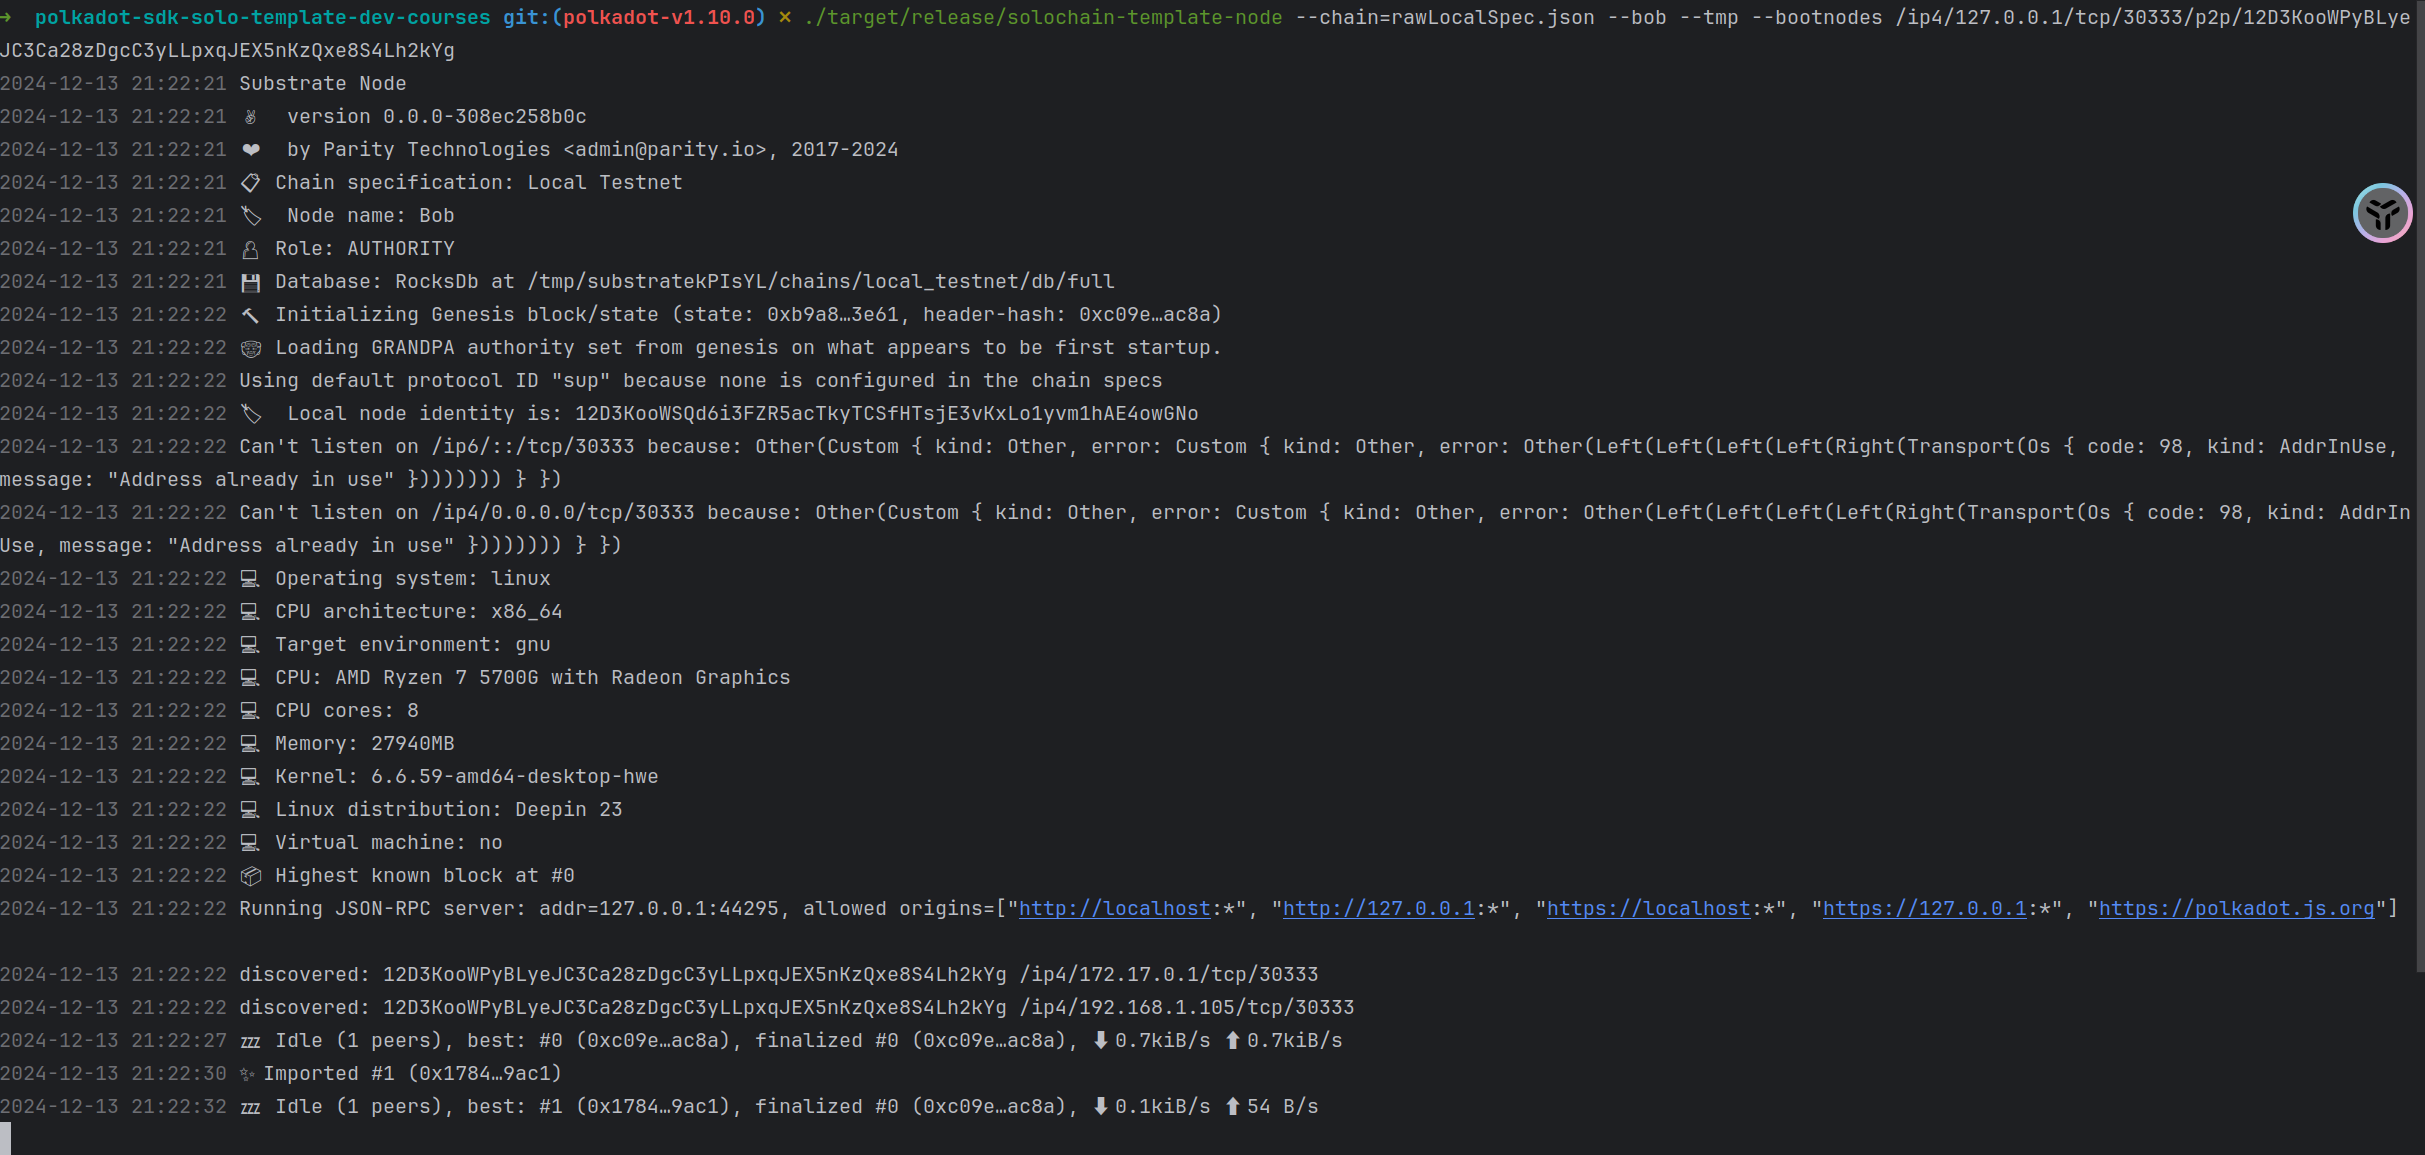 →  polkadot-sdk-solo-template-dev-courses git:(polkadot-v1.10.0) ✗ ./target/release/solochain-template-node --chain=rawLocalSpec.json --bob --tmp --bootnodes /ip4/127.0.0.1/tcp/30333/p2p/12D3KooWPyBLye
JC3Ca28zDgcC3yLLpxqJEX5nKzQxe8S4Lh2kYg
2024-12-13 21:22:21 Substrate Node
2024-12-13 21:22:21 ✌️  version 0.0.0-308ec258b0c
2024-12-13 21:22:21 ❤️  by Parity Technologies <admin@parity.io>, 2017-2024
2024-12-13 21:22:21 📋 Chain specification: Local Testnet
2024-12-13 21:22:21 🏷  Node name: Bob
2024-12-13 21:22:21 👤 Role: AUTHORITY
2024-12-13 21:22:21 💾 Database: RocksDb at /tmp/substratekPIsYL/chains/local_testnet/db/full
2024-12-13 21:22:22 🔨 Initializing Genesis block/state (state: 0xb9a8…3e61, header-hash: 0xc09e…ac8a)
2024-12-13 21:22:22 👴 Loading GRANDPA authority set from genesis on what appears to be first startup.
2024-12-13 21:22:22 Using default protocol ID "sup" because none is configured in the chain specs
2024-12-13 21:22:22 🏷  Local node identity is: 12D3KooWSQd6i3FZR5acTkyTCSfHTsjE3vKxLo1yvm1hAE4owGNo
2024-12-13 21:22:22 Can't listen on /ip6/::/tcp/30333 because: Other(Custom { kind: Other, error: Custom { kind: Other, error: Other(Left(Left(Left(Left(Right(Transport(Os { code: 98, kind: AddrInUse,
message: "Address already in use" }))))))) } })
2024-12-13 21:22:22 Can't listen on /ip4/0.0.0.0/tcp/30333 because: Other(Custom { kind: Other, error: Custom { kind: Other, error: Other(Left(Left(Left(Left(Right(Transport(Os { code: 98, kind: AddrIn
Use, message: "Address already in use" }))))))) } })
2024-12-13 21:22:22 💻 Operating system: linux
2024-12-13 21:22:22 💻 CPU architecture: x86_64
2024-12-13 21:22:22 💻 Target environment: gnu
2024-12-13 21:22:22 💻 CPU: AMD Ryzen 7 5700G with Radeon Graphics
2024-12-13 21:22:22 💻 CPU cores: 8
2024-12-13 21:22:22 💻 Memory: 27940MB
2024-12-13 21:22:22 💻 Kernel: 6.6.59-amd64-desktop-hwe
2024-12-13 21:22:22 💻 Linux distribution: Deepin 23
2024-12-13 21:22:22 💻 Virtual machine: no
2024-12-13 21:22:22 📦 Highest known block at #0
2024-12-13 21:22:22 Running JSON-RPC server: addr=127.0.0.1:44295, allowed origins=["http://localhost:*", "http://127.0.0.1:*", "https://localhost:*", "https://127.0.0.1:*", "https://polkadot.js.org"]
2024-12-13 21:22:22 discovered: 12D3KooWPyBLyeJC3Ca28zDgcC3yLLpxqJEX5nKzQxe8S4Lh2kYg /ip4/172.17.0.1/tcp/30333
2024-12-13 21:22:22 discovered: 12D3KooWPyBLyeJC3Ca28zDgcC3yLLpxqJEX5nKzQxe8S4Lh2kYg /ip4/192.168.1.105/tcp/30333
2024-12-13 21:22:27 💤 Idle (1 peers), best: #0 (0xc09e…ac8a), finalized #0 (0xc09e…ac8a), ⬇ 0.7kiB/s ⬆ 0.7kiB/s
2024-12-13 21:22:30 ✨ Imported #1 (0x1784…9ac1)
2024-12-13 21:22:32 💤 Idle (1 peers), best: #1 (0x1784…9ac1), finalized #0 (0xc09e…ac8a), ⬇ 0.1kiB/s ⬆ 54 B/s